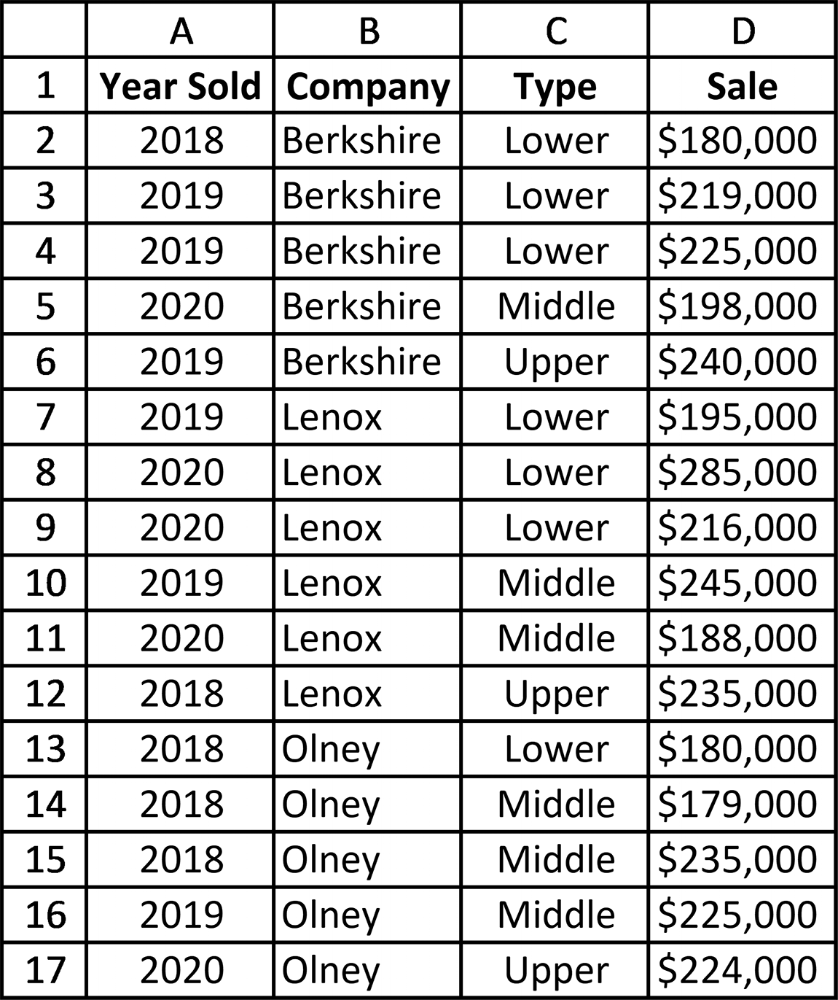 A B C D
1 Year Sold Company Type Sale
2 2018 Berkshire Lower $180,000
3 2019 Berkshire Lower $219,000
4 2019 Berkshire Lower $225,000
5 2020 Berkshire Middle $198,000
6 2019 Berkshire Upper $240,000
7 2019 Lenox Lower $195,000
8 2020 Lenox Lower $285,000
9 2020 Lenox Lower $216,000
10 2019 Lenox Middle $245,000
11 2020 Lenox Middle $188,000
12 2018 Lenox Upper $235,000
13 2018 Olney Lower $180,000
14 2018 Olney Middle $179,000
15 2018 Olney Middle $235,000
16 2019 Olney Middle $225,000
17 2020 Olney Upper $224,000